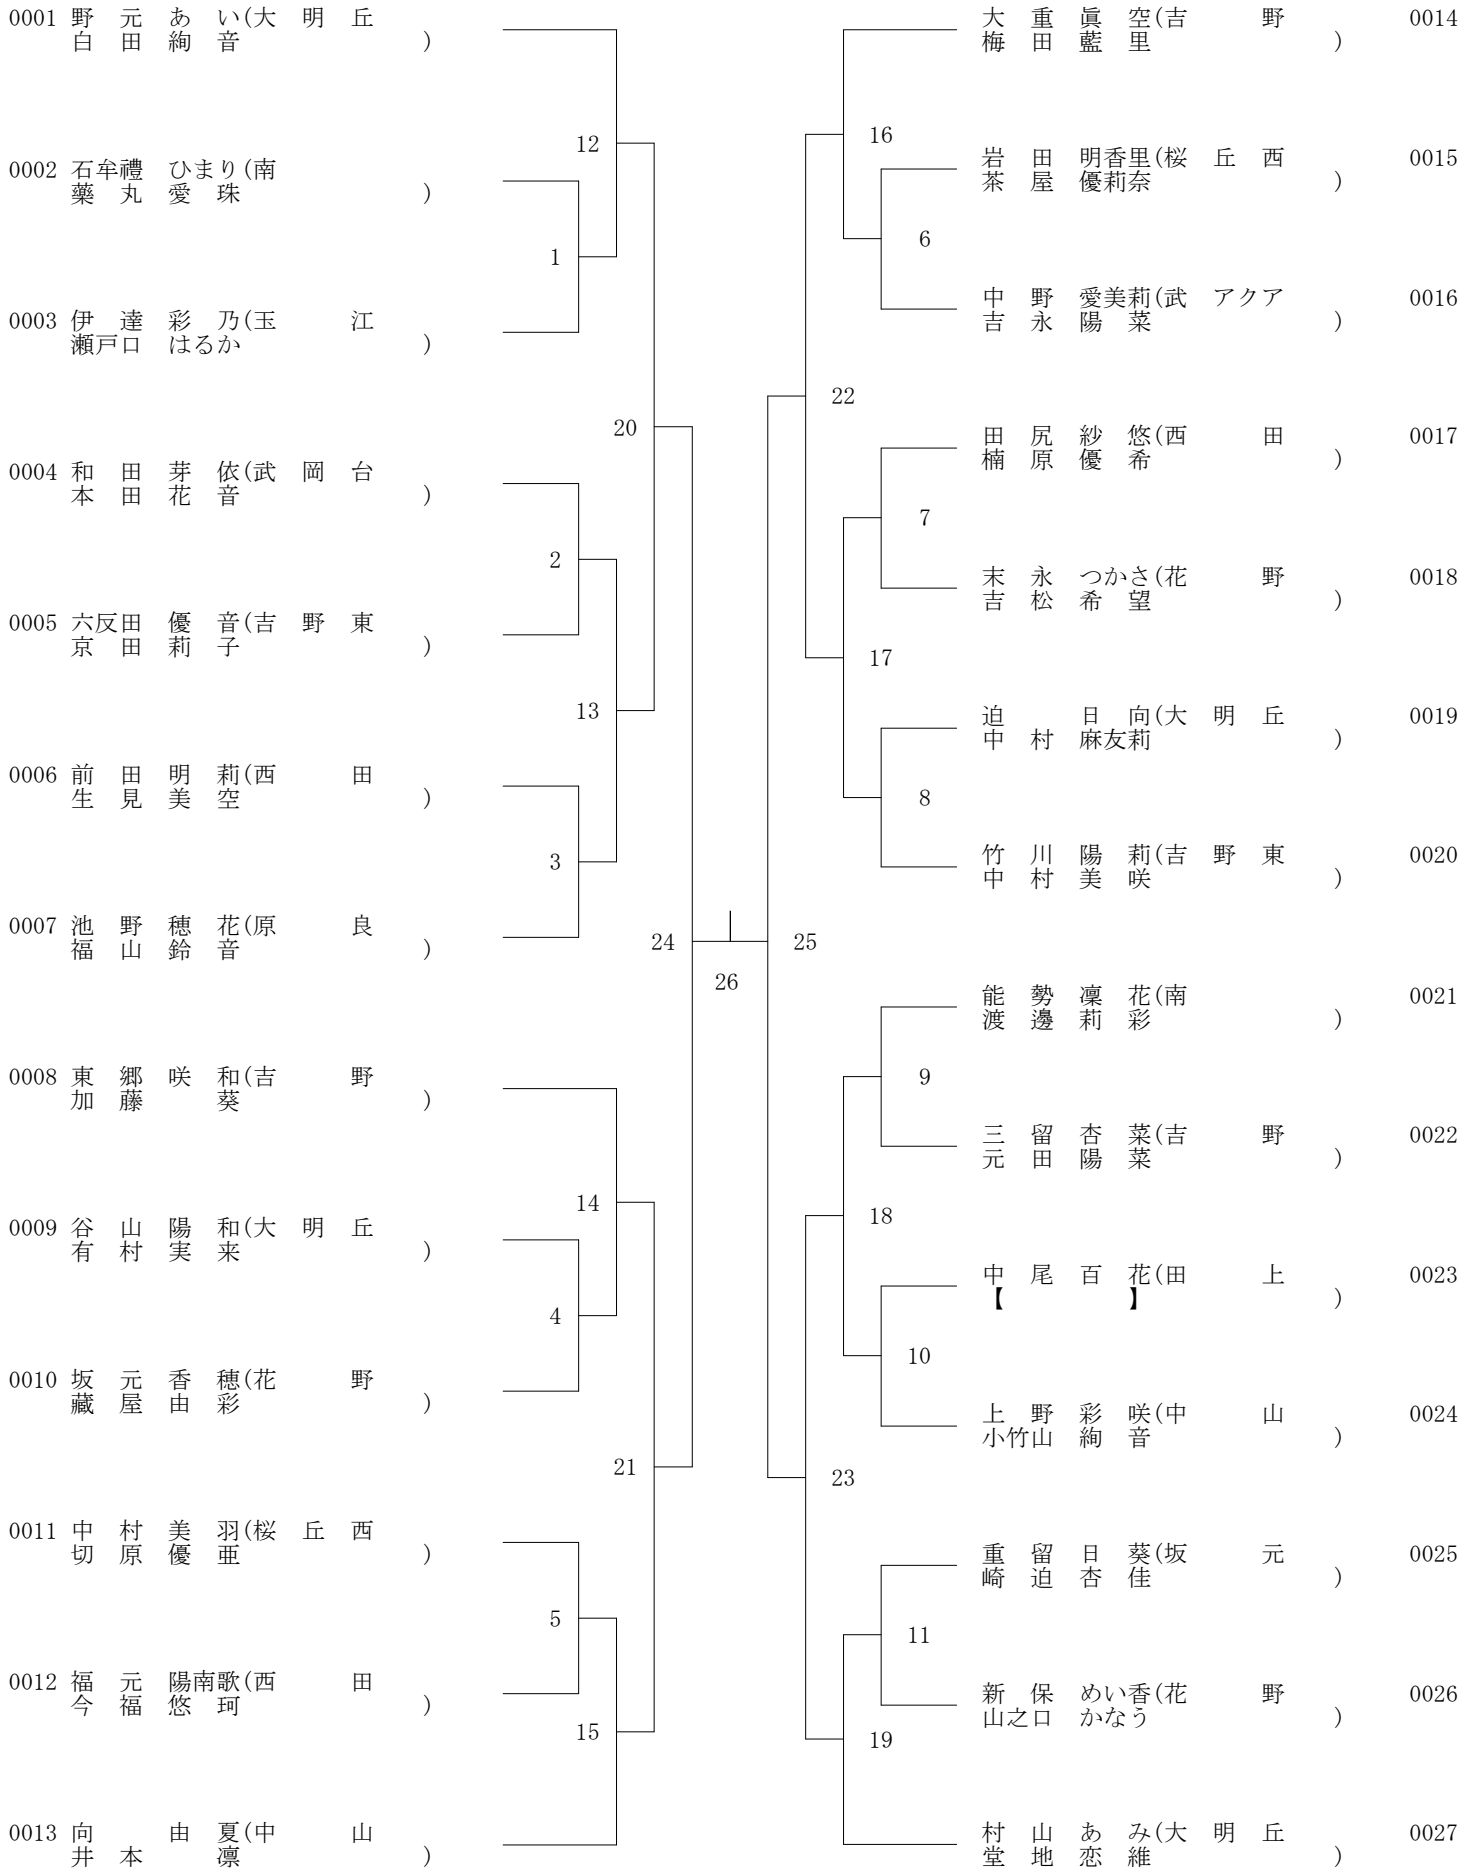 0001 野 元 あ い(大 明 丘
白 田 絢 音 )
12
0002 石牟禮 ひまり(南
薬 丸 愛 珠 )
1
0003 伊 達 彩 乃(玉 江
瀬戸口 はるか )
20
0004 和 田 芽 依(武 岡 台
本 田 花 音 )
2
0005 六反田 優 音(吉 野 東
京 田 莉 子 )
13
0006 前 田 明 莉(西 田
生 見 美 空 )
3
0007 池 野 穂 花(原 良
福 山 鈴 音 )
24
0008 東 郷 咲 和(吉 野
加 藤 葵 )
14
0009 谷 山 陽 和(大 明 丘
有 村 実 来 )
4
0010 坂 元 香 穂(花 野
藏 屋 由 彩 )
21
0011 中 村 美 羽(桜 丘 西
切 原 優 亜 )
5
0012 福 元 陽南歌(西 田
今 福 悠 珂 )
15
0013 向 由 夏(中 山
井 本 凛 )
26
大 重 眞 空(吉 野 0014
梅 田 藍 里 )
16
岩 田 明香里(桜 丘 西 0015
茶 屋 優莉奈 )
6
中 野 愛美莉(武 アクア 0016
吉 永 陽 菜 )
22
田 尻 紗 悠(西 田 0017
楠 原 優 希 )
7
末 永 つかさ(花 野 0018
吉 松 希 望 )
17
迫 日 向(大 明 丘 0019
中 村 麻友莉 )
8
竹 川 陽 莉(吉 野 東 0020
中 村 美 咲 )
25
能 勢 凜 花(南 0021
渡 邊 莉 彩 )
9
三 留 杏 菜(吉 野 0022
元 田 陽 菜 )
18
中 尾 百 花(田 上 0023
【 】 )
10
上 野 彩 咲(中 山 0024
小竹山 絢 音 )
23
重 留 日 葵(坂 元 0025
崎 迫 杏 佳 )
11
新 保 めい香(花 野 0026
山之口 かなう )
19
村 山 あ み(大 明 丘 0027
堂 地 恋 維 )